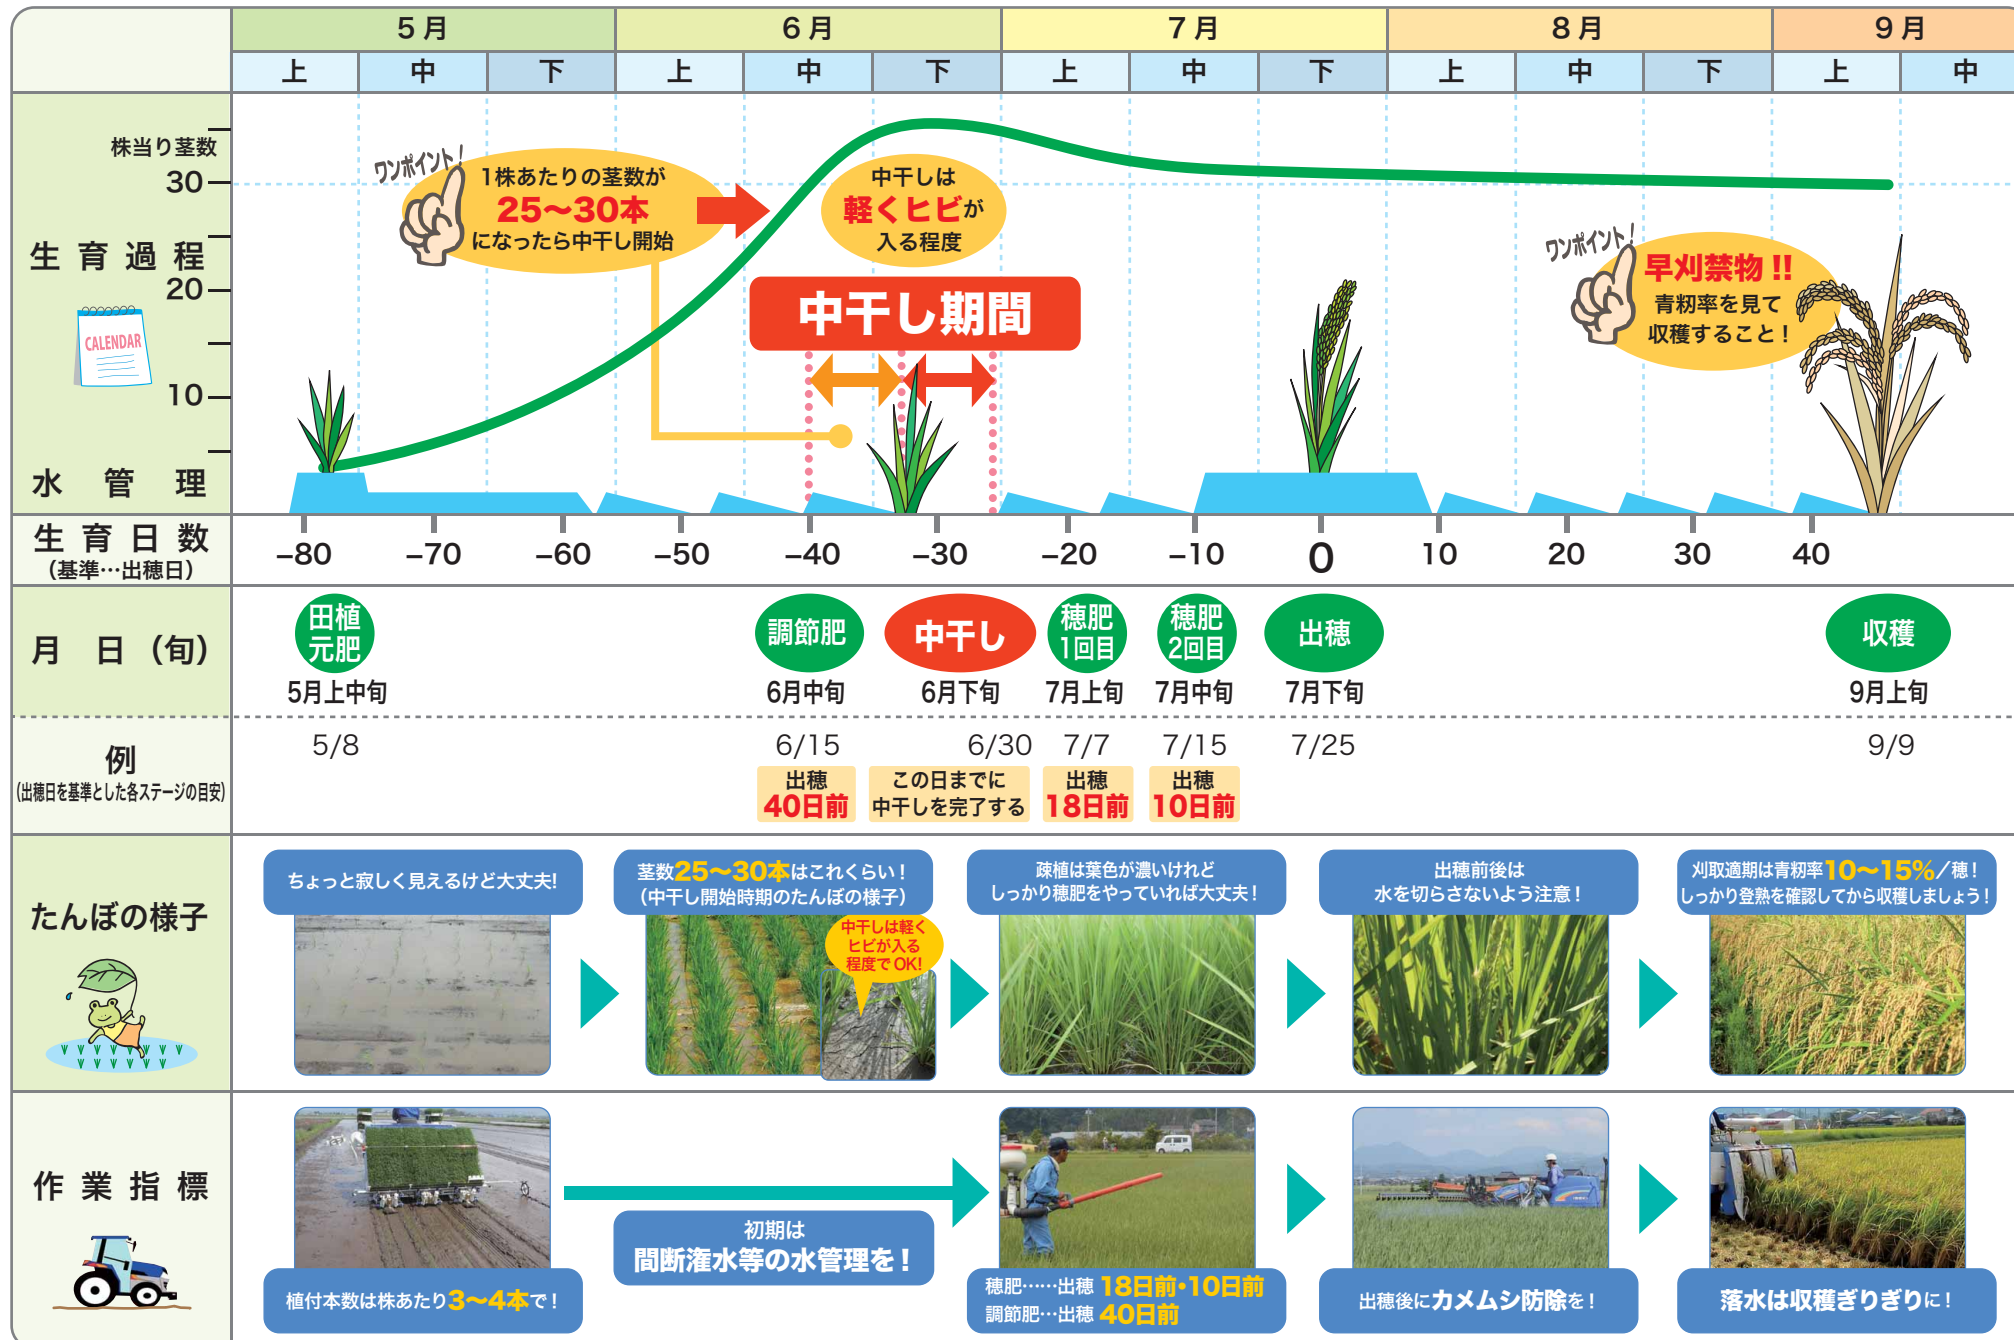 5月
6月
7月
8月
9月
上 中 下 上 中 下 上 中 下 上 中 下 上 中
生育過程
株当り茎数
30
20
10
CALENDAR
ワンポイント!
1株あたりの茎数が
25〜30本
になったら中干し開始
中干しは
軽くヒビが
入る程度
中干し期間
ワンポイント!
早刈禁物!!
青籾率を見て
収穫すること!
水管理
生育日数
(基準…出穂日)
−80 −70 −60 −50 −40 −30 −20 −10 0 10 20 30 40
月日(旬)
田植
元肥
5月上中旬
調節肥
6月中旬
中干し
6月下旬
穂肥
1回目
7月上旬
穂肥
2回目
7月中旬
出穂
7月下旬
収穫
9月上旬
例
(出穂日を基準とした各ステージの目安)
5/8
6/15
出穂
40日前
6/30
この日までに
中干しを完了する
7/7
出穂
18日前
7/15
出穂
10日前
7/25
9/9
たんぼの様子
ちょっと寂しく見えるけど大丈夫!
茎数25〜30本はこれくらい!
(中干し開始時期のたんぼの様子)
中干しは軽く
ヒビが入る
程度でOK!
疎植は葉色が濃いけれど
しっかり穂肥をやっていれば大丈夫!
出穂前後は
水を切らさないよう注意!
刈取適期は青籾率10〜15%/穂!
しっかり登熟を確認してから収穫しましょう!
作業指標
植付本数は株あたり3〜4本で!
初期は
間断潅水等の水管理を!
穂肥……出穂 18日前・10日前
調節肥…出穂 40日前
出穂後にカメムシ防除を!
落水は収穫ぎりぎりに!